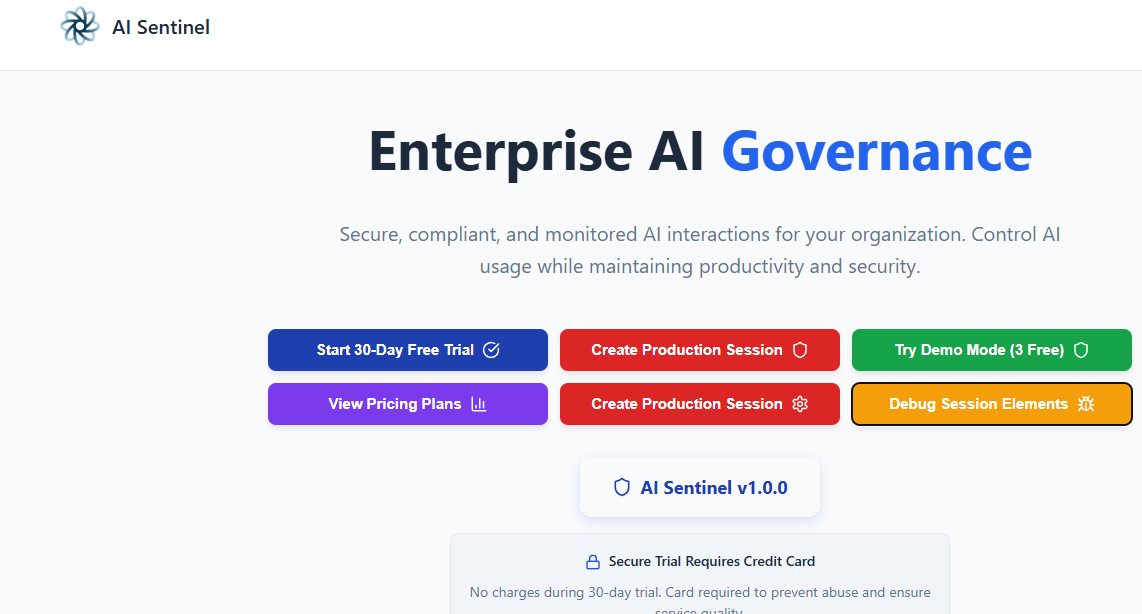 AI Sentinel
Enterprise AI Governance
Secure, compliant, and monitored AI interactions for your organization. Control AI
usage while maintaining productivity and security.
Start 30-Day Free Trial
Create Production Session
Try Demo Mode (3 Free)
View Pricing Plans
Create Production Session
Debug Session Elements
AI Sentinel v1.0.0
Secure Trial Requires Credit Card
No charges during 30-day trial. Card required to prevent abuse and ensure
service quality.